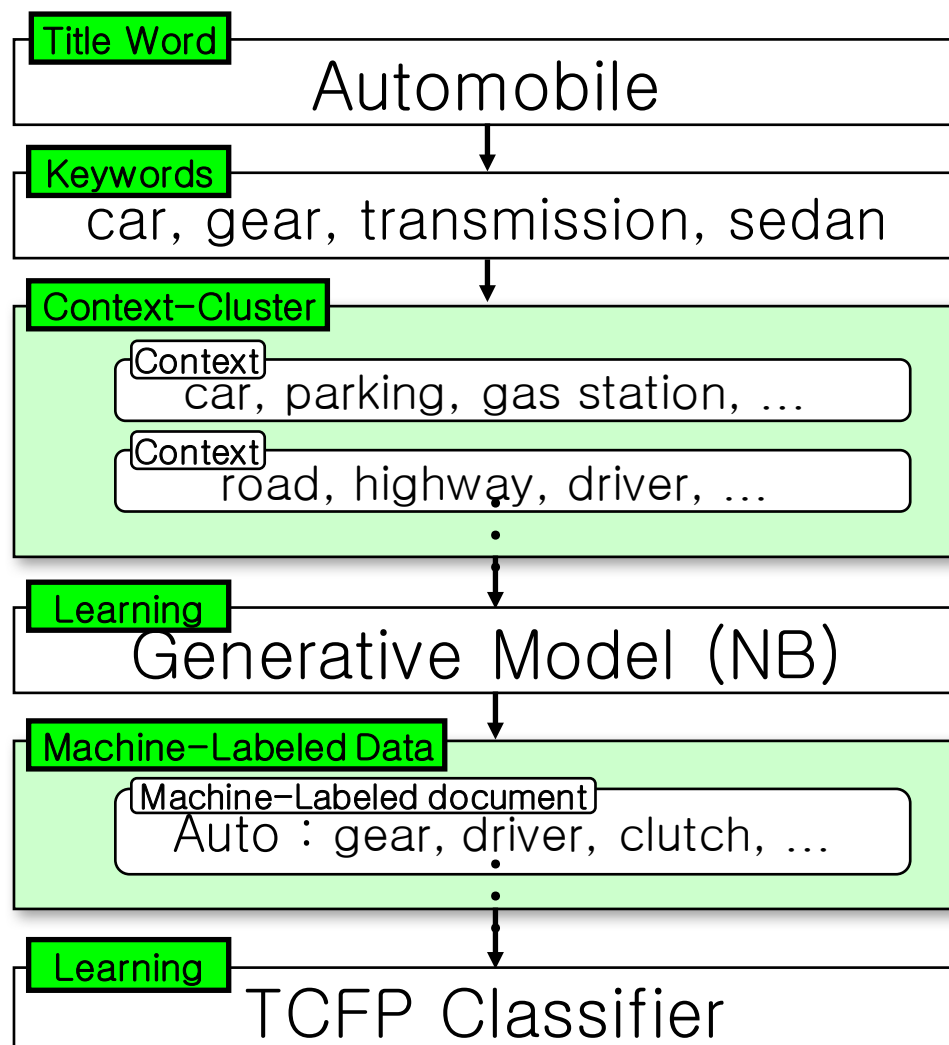 Title Word
Automobile
Keywords
car, gear, transmission, sedan
Context-Cluster
Context
car, parking, gas station, ...
Context
road, highway, driver, ...
Learning
Generative Model (NB)
Machine-Labeled Data
Machine-Labeled document
Auto : gear, driver, clutch, ...
Learning
TCFP Classifier